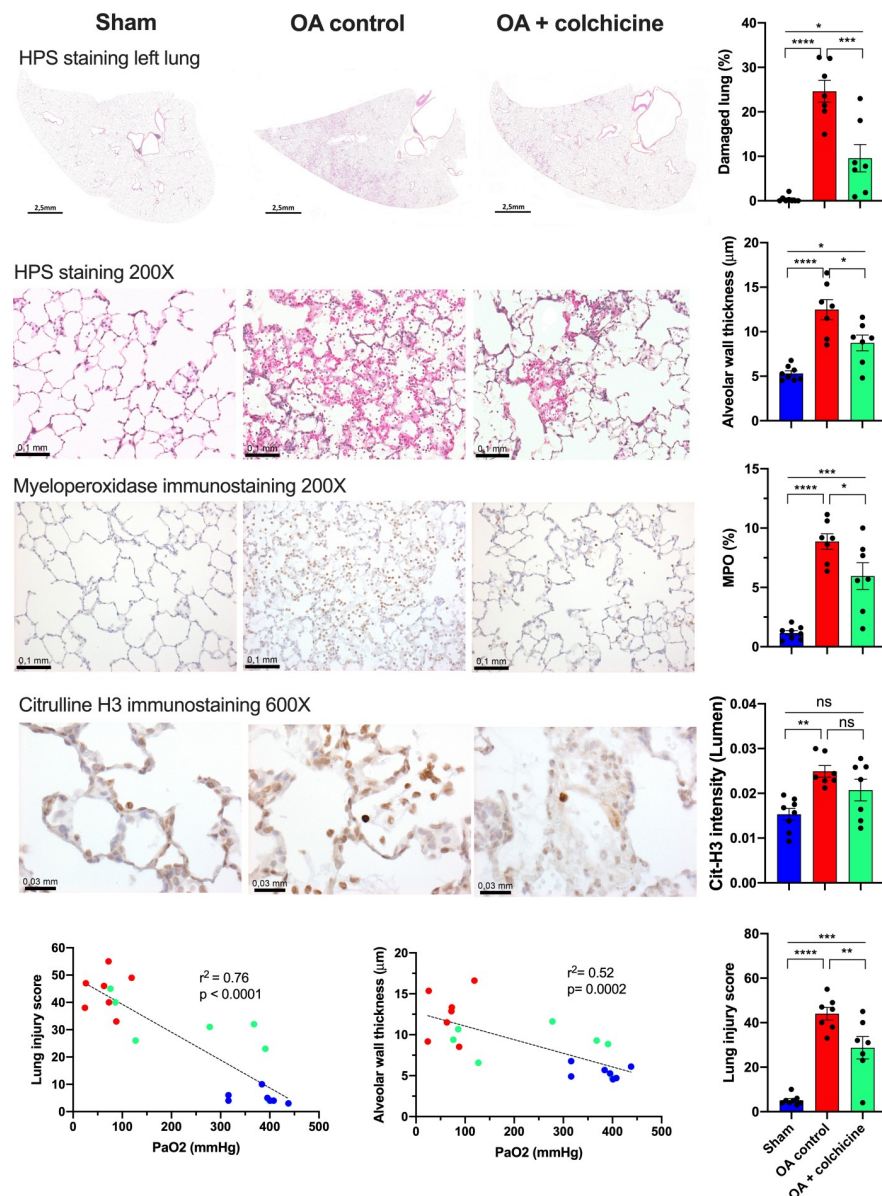 Sham OA control OA + colchicine
HPS staining left lung
2,5mm 2,5mm 2,5mm
Damaged lung (%)
40
30
20
10
0
* **** ***
HPS staining 200X
0,1 mm 0,1 mm 0,1 mm
Alveolar wall thickness (μm)
20
15
10
5
0
* **** *
Myeloperoxidase immunostaining 200X
0,1 mm 0,1 mm 0,1 mm
MPO (%)
15
10
5
0
*** **** *
Citrulline H3 immunostaining 600X
0,03 mm 0,03 mm 0,03 mm
Cit-H3 intensity (Lumen)
0.04
0.03
0.02
0.01
0.00
ns ** ns
Lung injury score
60
50
40
30
20
10
0
r2 = 0.76
p < 0.0001
0 100 200 300 400 500
PaO2 (mmHg)
Alveolar wall thickness (μm)
20
15
10
5
0
r2= 0.52
p= 0.0002
0 100 200 300 400 500
PaO2 (mmHg)
Lung injury score
80
60
40
20
0
*** **** **
Sham
OA control
OA + colchicine